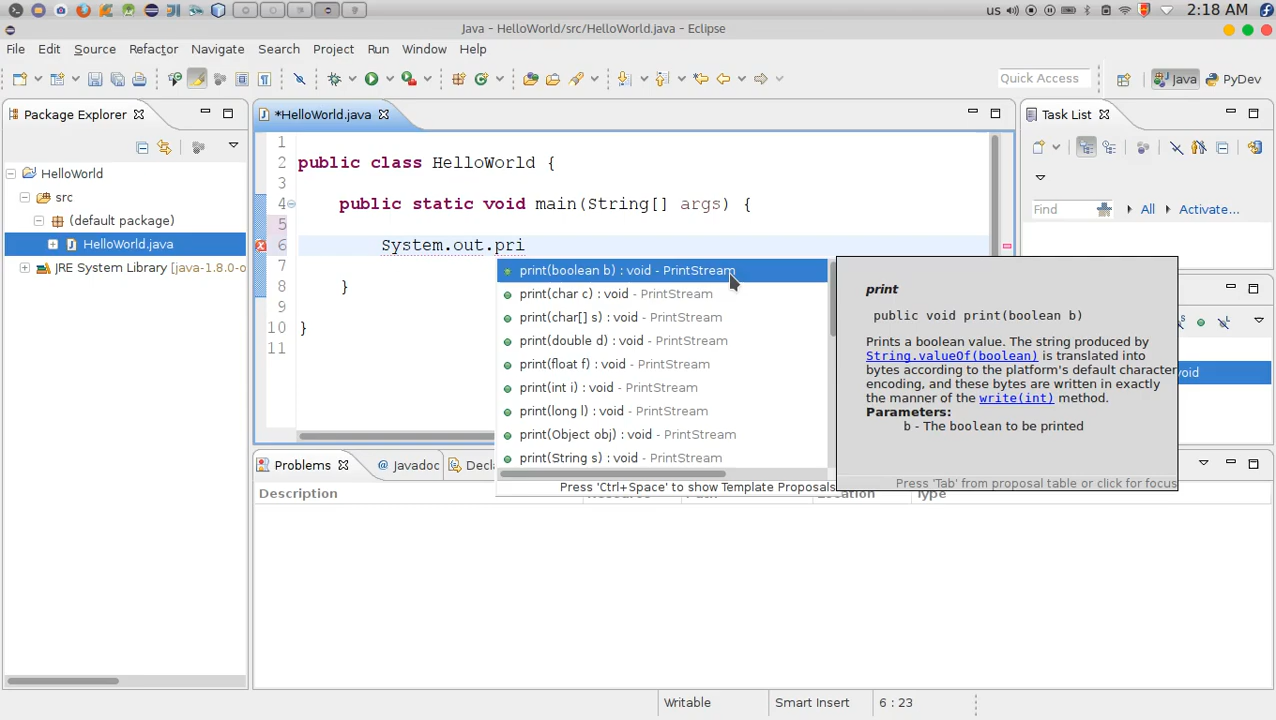 us
2:18 AM
Java - HelloWorld/src/HelloWorld.java - Eclipse
File Edit Source Refactor Navigate Search Project Run Window Help
Quick Access
Java
PyDev
Package Explorer
*HelloWorld.java
Task List
HelloWorld
src
(default package)
HelloWorld.java
JRE System Library [java-1.8.0-o
1
2 public class HelloWorld {
3
4 public static void main(String[] args) {
5
6 System.out.pri
7
8 }
9
10 }
11
Find
All
Activate...
print(boolean b) : void - PrintStream
print(char c) : void - PrintStream
print(char[] s) : void - PrintStream
print(double d) : void - PrintStream
print(float f) : void - PrintStream
print(int i) : void - PrintStream
print(long l) : void - PrintStream
print(Object obj) : void - PrintStream
print(String s) : void - PrintStream
Press 'Ctrl+Space' to show Template Proposals
print
public void print(boolean b)
Prints a boolean value. The string produced by
String.valueOf(boolean) is translated into
bytes according to the platform's default character
encoding, and these bytes are written in exactly
the manner of the write(int) method.
Parameters:
b - The boolean to be printed
Press 'Tab' from proposal table or click for focus
void
Problems
@ Javadoc
Decla
Description
Location
Type
Writable
Smart Insert
6 : 23